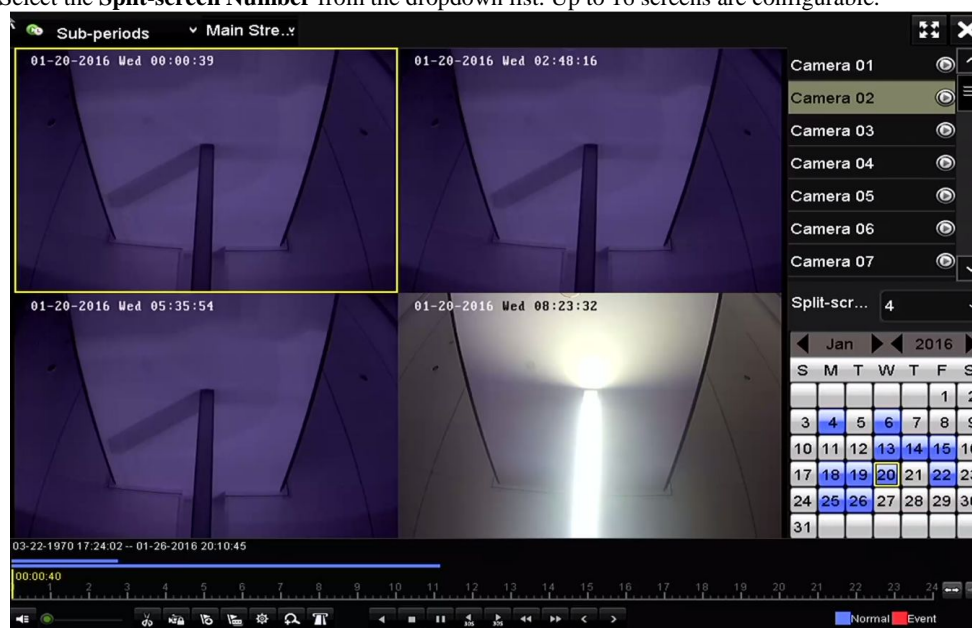 Select the Split-screen Number from the dropdown list. Up to 16 screens are configurable.
Sub-periods Main Stre..
01-20-2016 Wed 00:00:39
01-20-2016 Wed 02:48:16
01-20-2016 Wed 05:35:54
01-20-2016 Wed 08:23:32
Camera 01
Camera 02
Camera 03
Camera 04
Camera 05
Camera 06
Camera 07
Split-scr... 4
Jan 2016
S M T W T F S
1 2
3 4 5 6 7 8 9
10 11 12 13 14 15 16
17 18 19 20 21 22 23
24 25 26 27 28 29 30
31
03-22-1970 17:24:02 -- 01-26-2016 20:10:45
00:00:40
1 2 3 4 5 6 7 8 9 10 11 12 13 14 15 16 17 18 19 20 21 22 23 24
30S 30S
Normal Event